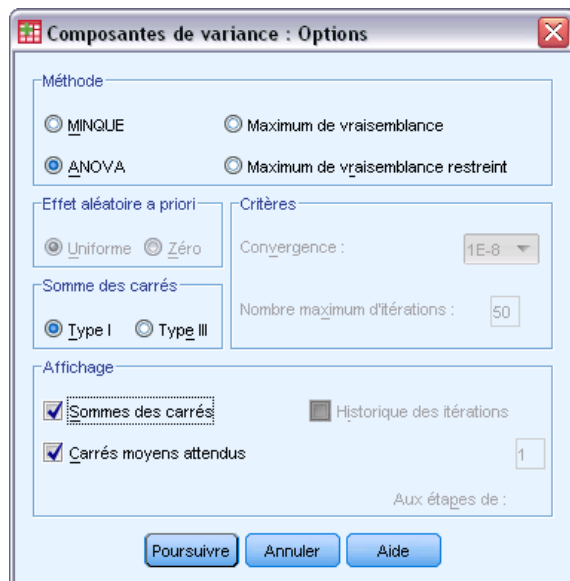 Composantes de variance : Options
Méthode
MINQUE Maximum de vraisemblance
ANOVA Maximum de vraisemblance restreint
Effet aléatoire a priori
Uniforme Zéro
Critères
Convergence : 1E-8
Nombre maximum d'itérations : 50
Somme des carrés
Type I Type III
Affichage
Sommes des carrés Historique des itérations
Carrés moyens attendus 1
Aux étapes de :
Poursuivre Annuler Aide